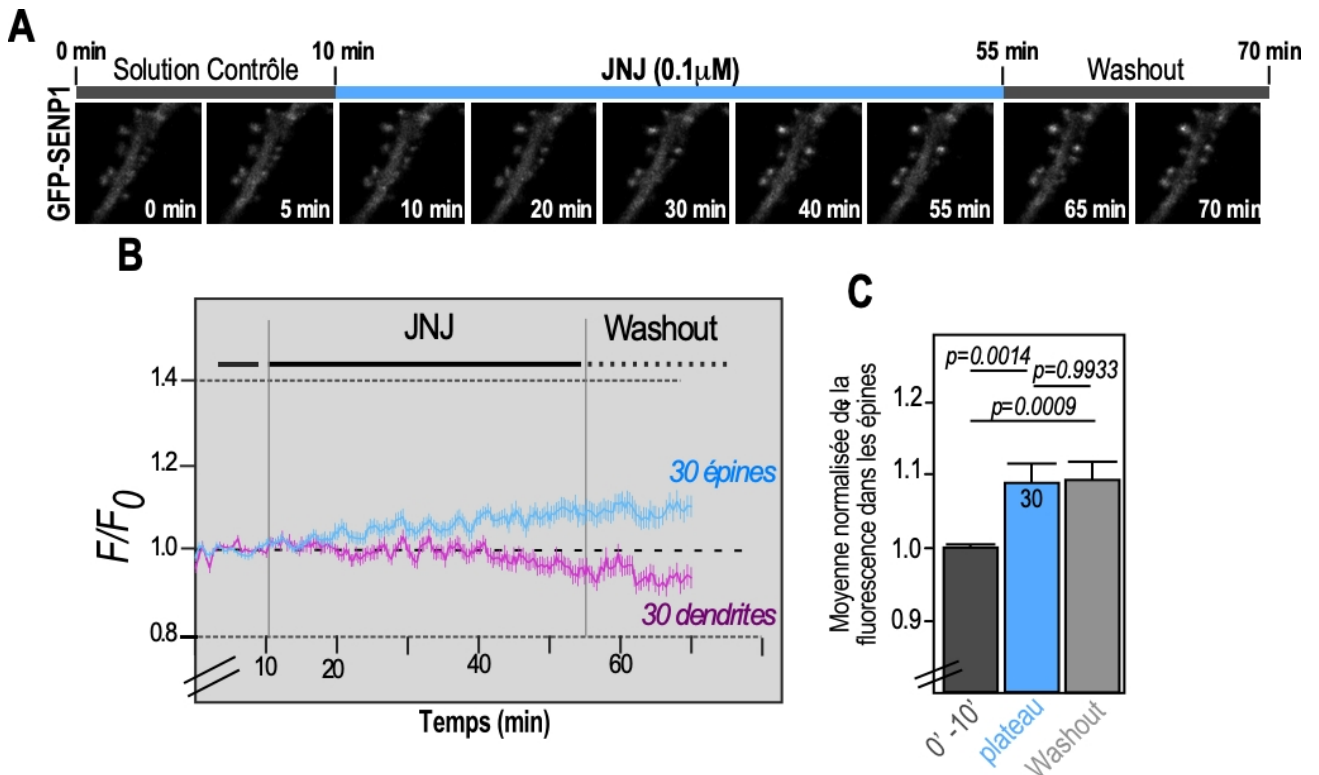 A
0 min
10 min
55 min
70 min
Solution Contrôle
JNJ (0.1µM)
Washout
GFP-SENP1
0 min
5 min
10 min
20 min
30 min
40 min
55 min
65 min
70 min
B
JNJ
Washout
1.4
1.2
1.0
0.8
F/F0
30 épines
30 dendrites
10
20
40
60
Temps (min)
C
Moyenne normalisée de la
fluorescence dans les épines
p=0.0014
p=0.9933
p=0.0009
1.2
1.1
1.0
0.9
30
0'-10'
plateau
Washout